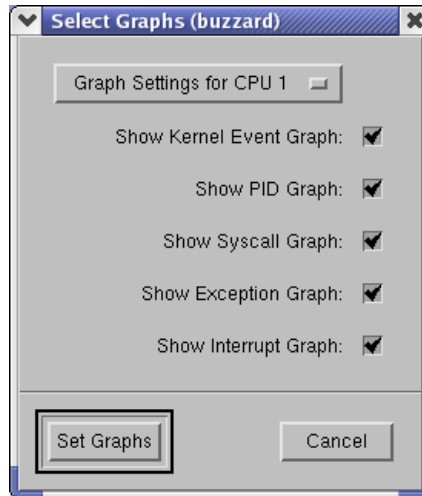 Select Graphs (buzzard)
Graph Settings for CPU 1
Show Kernel Event Graph:
Show PID Graph:
Show Syscall Graph:
Show Exception Graph:
Show Interrupt Graph:
Set Graphs
Cancel